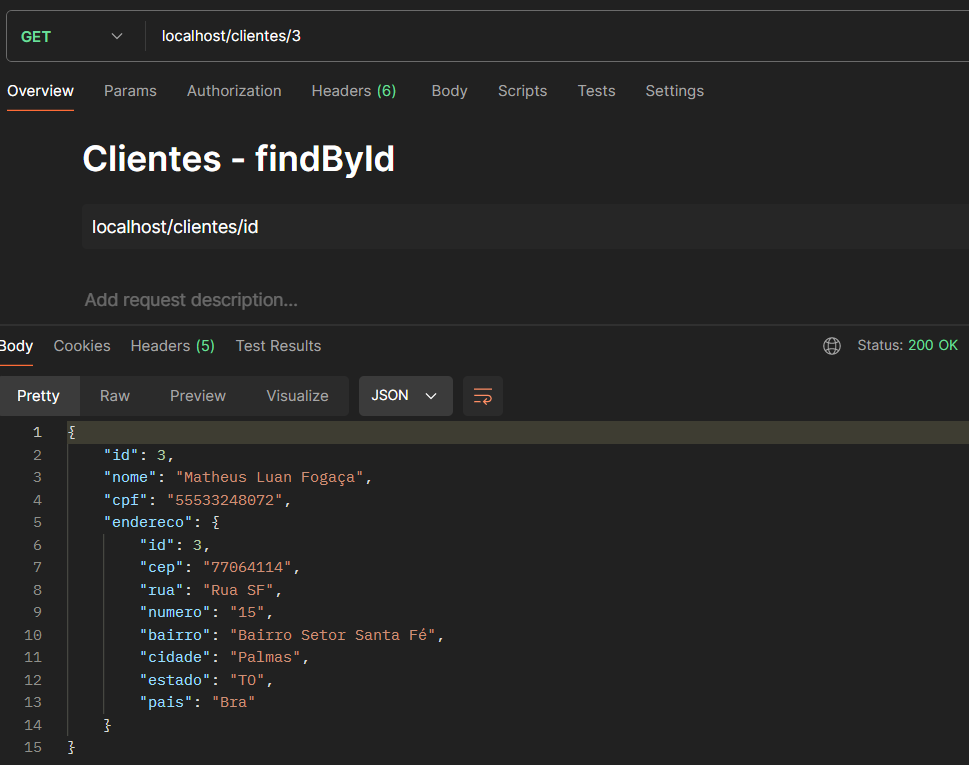 GET localhost/clientes/3
Overview Params Authorization Headers (6) Body Scripts Tests Settings
Clientes - findById
localhost/clientes/id
Add request description...
Body Cookies Headers (5) Test Results Status: 200 OK
Pretty Raw Preview Visualize JSON
1 {
2 "id": 3,
3 "nome": "Matheus Luan Fogaça",
4 "cpf": "55533248072",
5 "endereco": {
6 "id": 3,
7 "cep": "77064114",
8 "rua": "Rua SF",
9 "numero": "15",
10 "bairro": "Bairro Setor Santa Fé",
11 "cidade": "Palmas",
12 "estado": "TO",
13 "pais": "Bra"
14 }
15 }